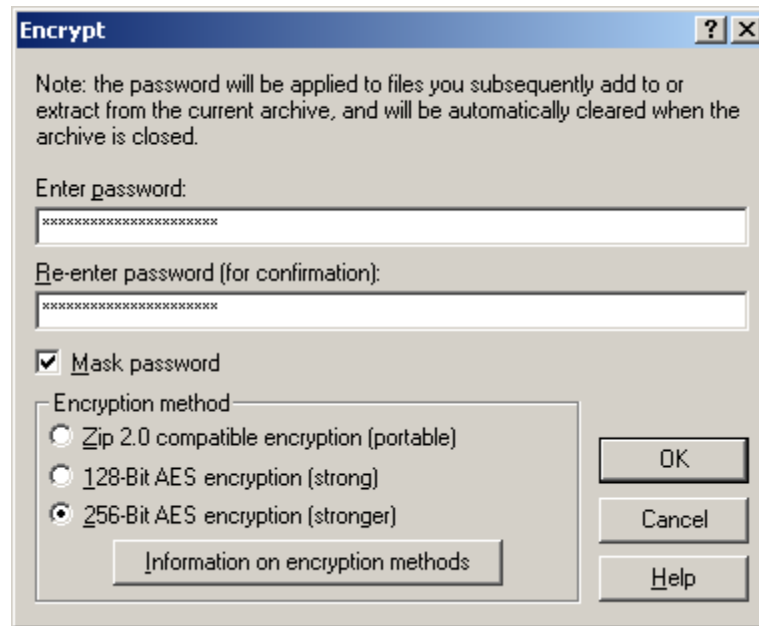 Encrypt
Note: the password will be applied to files you subsequently add to or
extract from the current archive, and will be automatically cleared when the
archive is closed.
Enter password:
**********************
Re-enter password (for confirmation):
**********************
Mask password
Encryption method
Zip 2.0 compatible encryption (portable)
128-Bit AES encryption (strong)
256-Bit AES encryption (stronger)
Information on encryption methods
OK
Cancel
Help